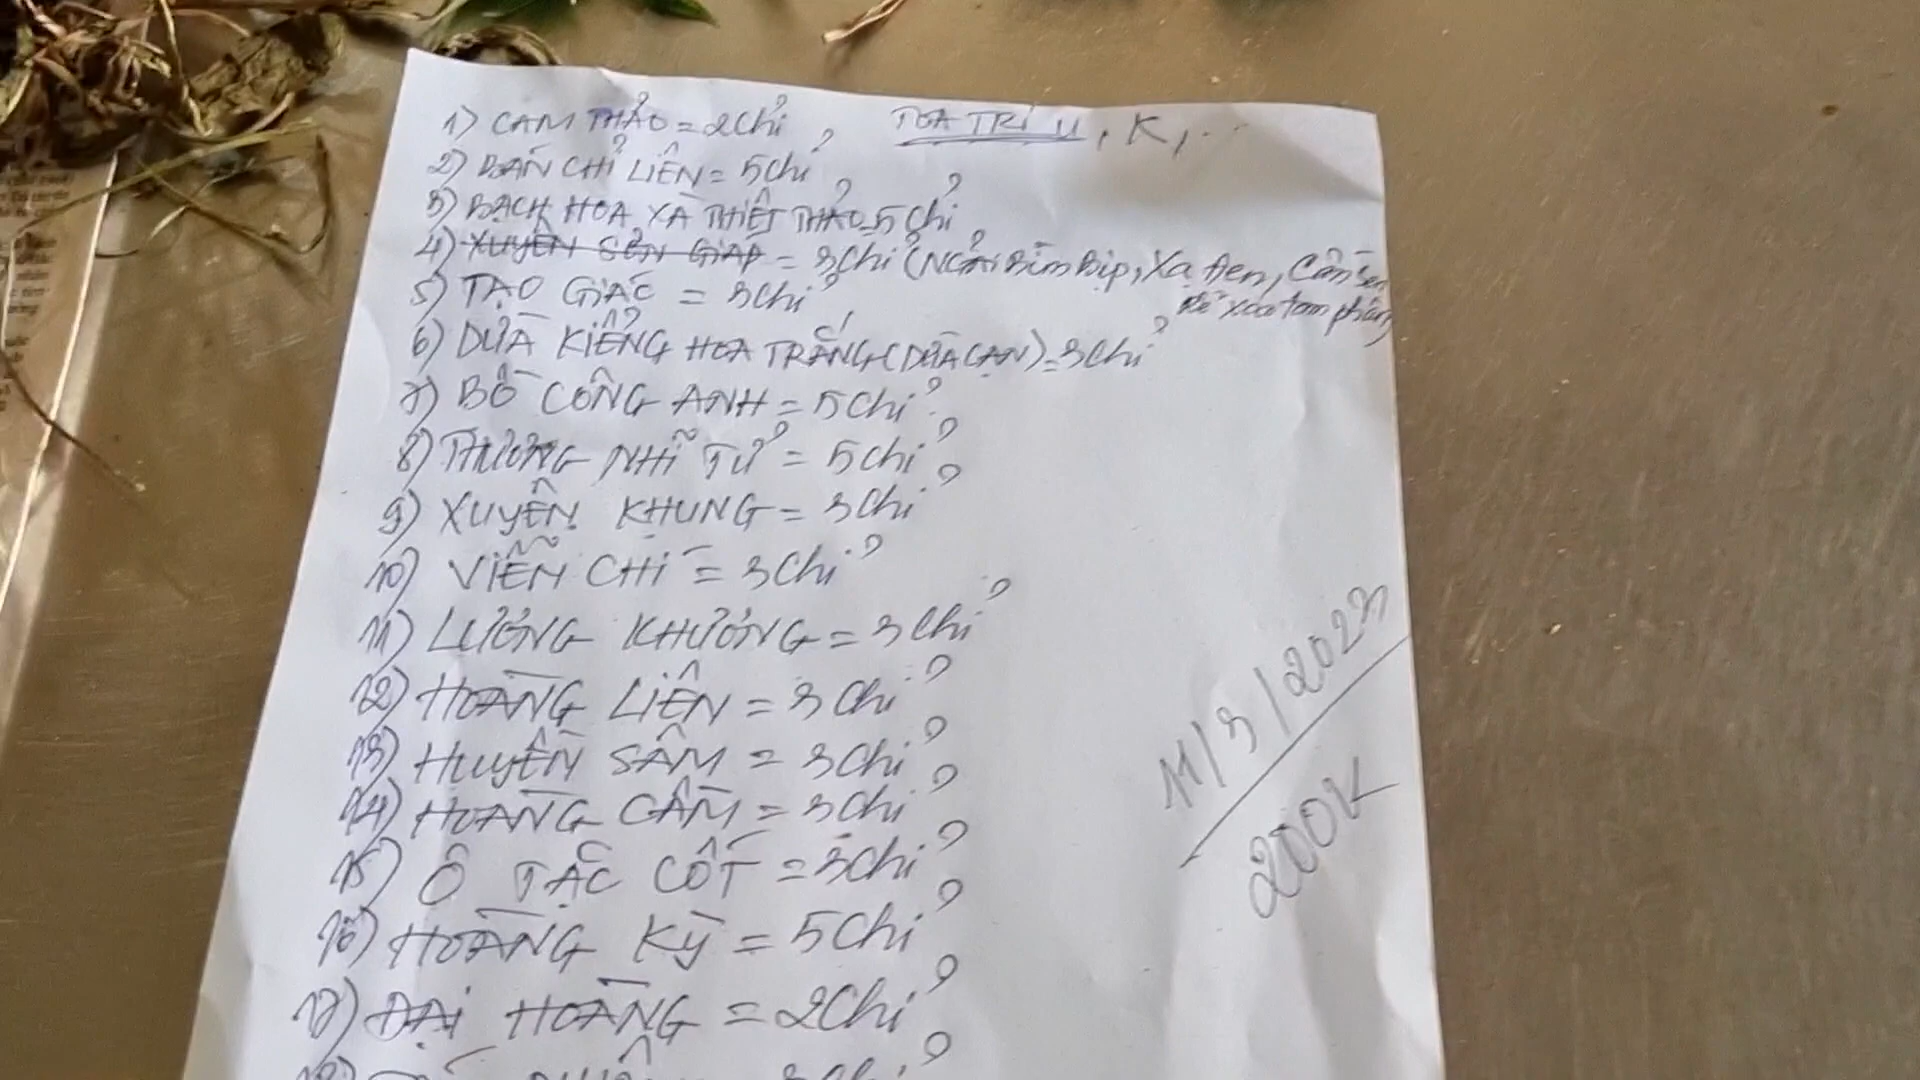 TOA TRỊ U, K, ...
1) CAM THẢO = 2 chỉ
2) BÁN CHỈ LIÊN = 5 chỉ
3) BẠCH HOA XÀ THIỆT THẢO = 5 chỉ
4) XUYÊN SƠN GIÁP = 3 chỉ (NGẢI Bìm Bịp, Xạ đen, Cần sen
để xoa tam phân)
5) TẠO GIÁC = 3 chỉ
6) DỪA KIỂNG HOA TRẮNG (DỪA CẠN) = 3 chỉ
7) BỒ CÔNG ANH = 5 chỉ
8) THƯƠNG NHĨ TỬ = 5 chỉ
9) XUYÊN KHUNG = 3 chỉ
10) VIỄN CHÍ = 3 chỉ
11) LƯƠNG KHƯƠNG = 3 chỉ
12) HOÀNG LIÊN = 3 chỉ
13) HUYỀN SÂM = 3 chỉ
14) HOÀNG CẦM = 3 chỉ
15) Ô TẶC CỐT = 3 chỉ
16) HOÀNG KỲ = 5 chỉ
17) ĐẠI HOÀNG = 2 chỉ
11/3/2023
200K